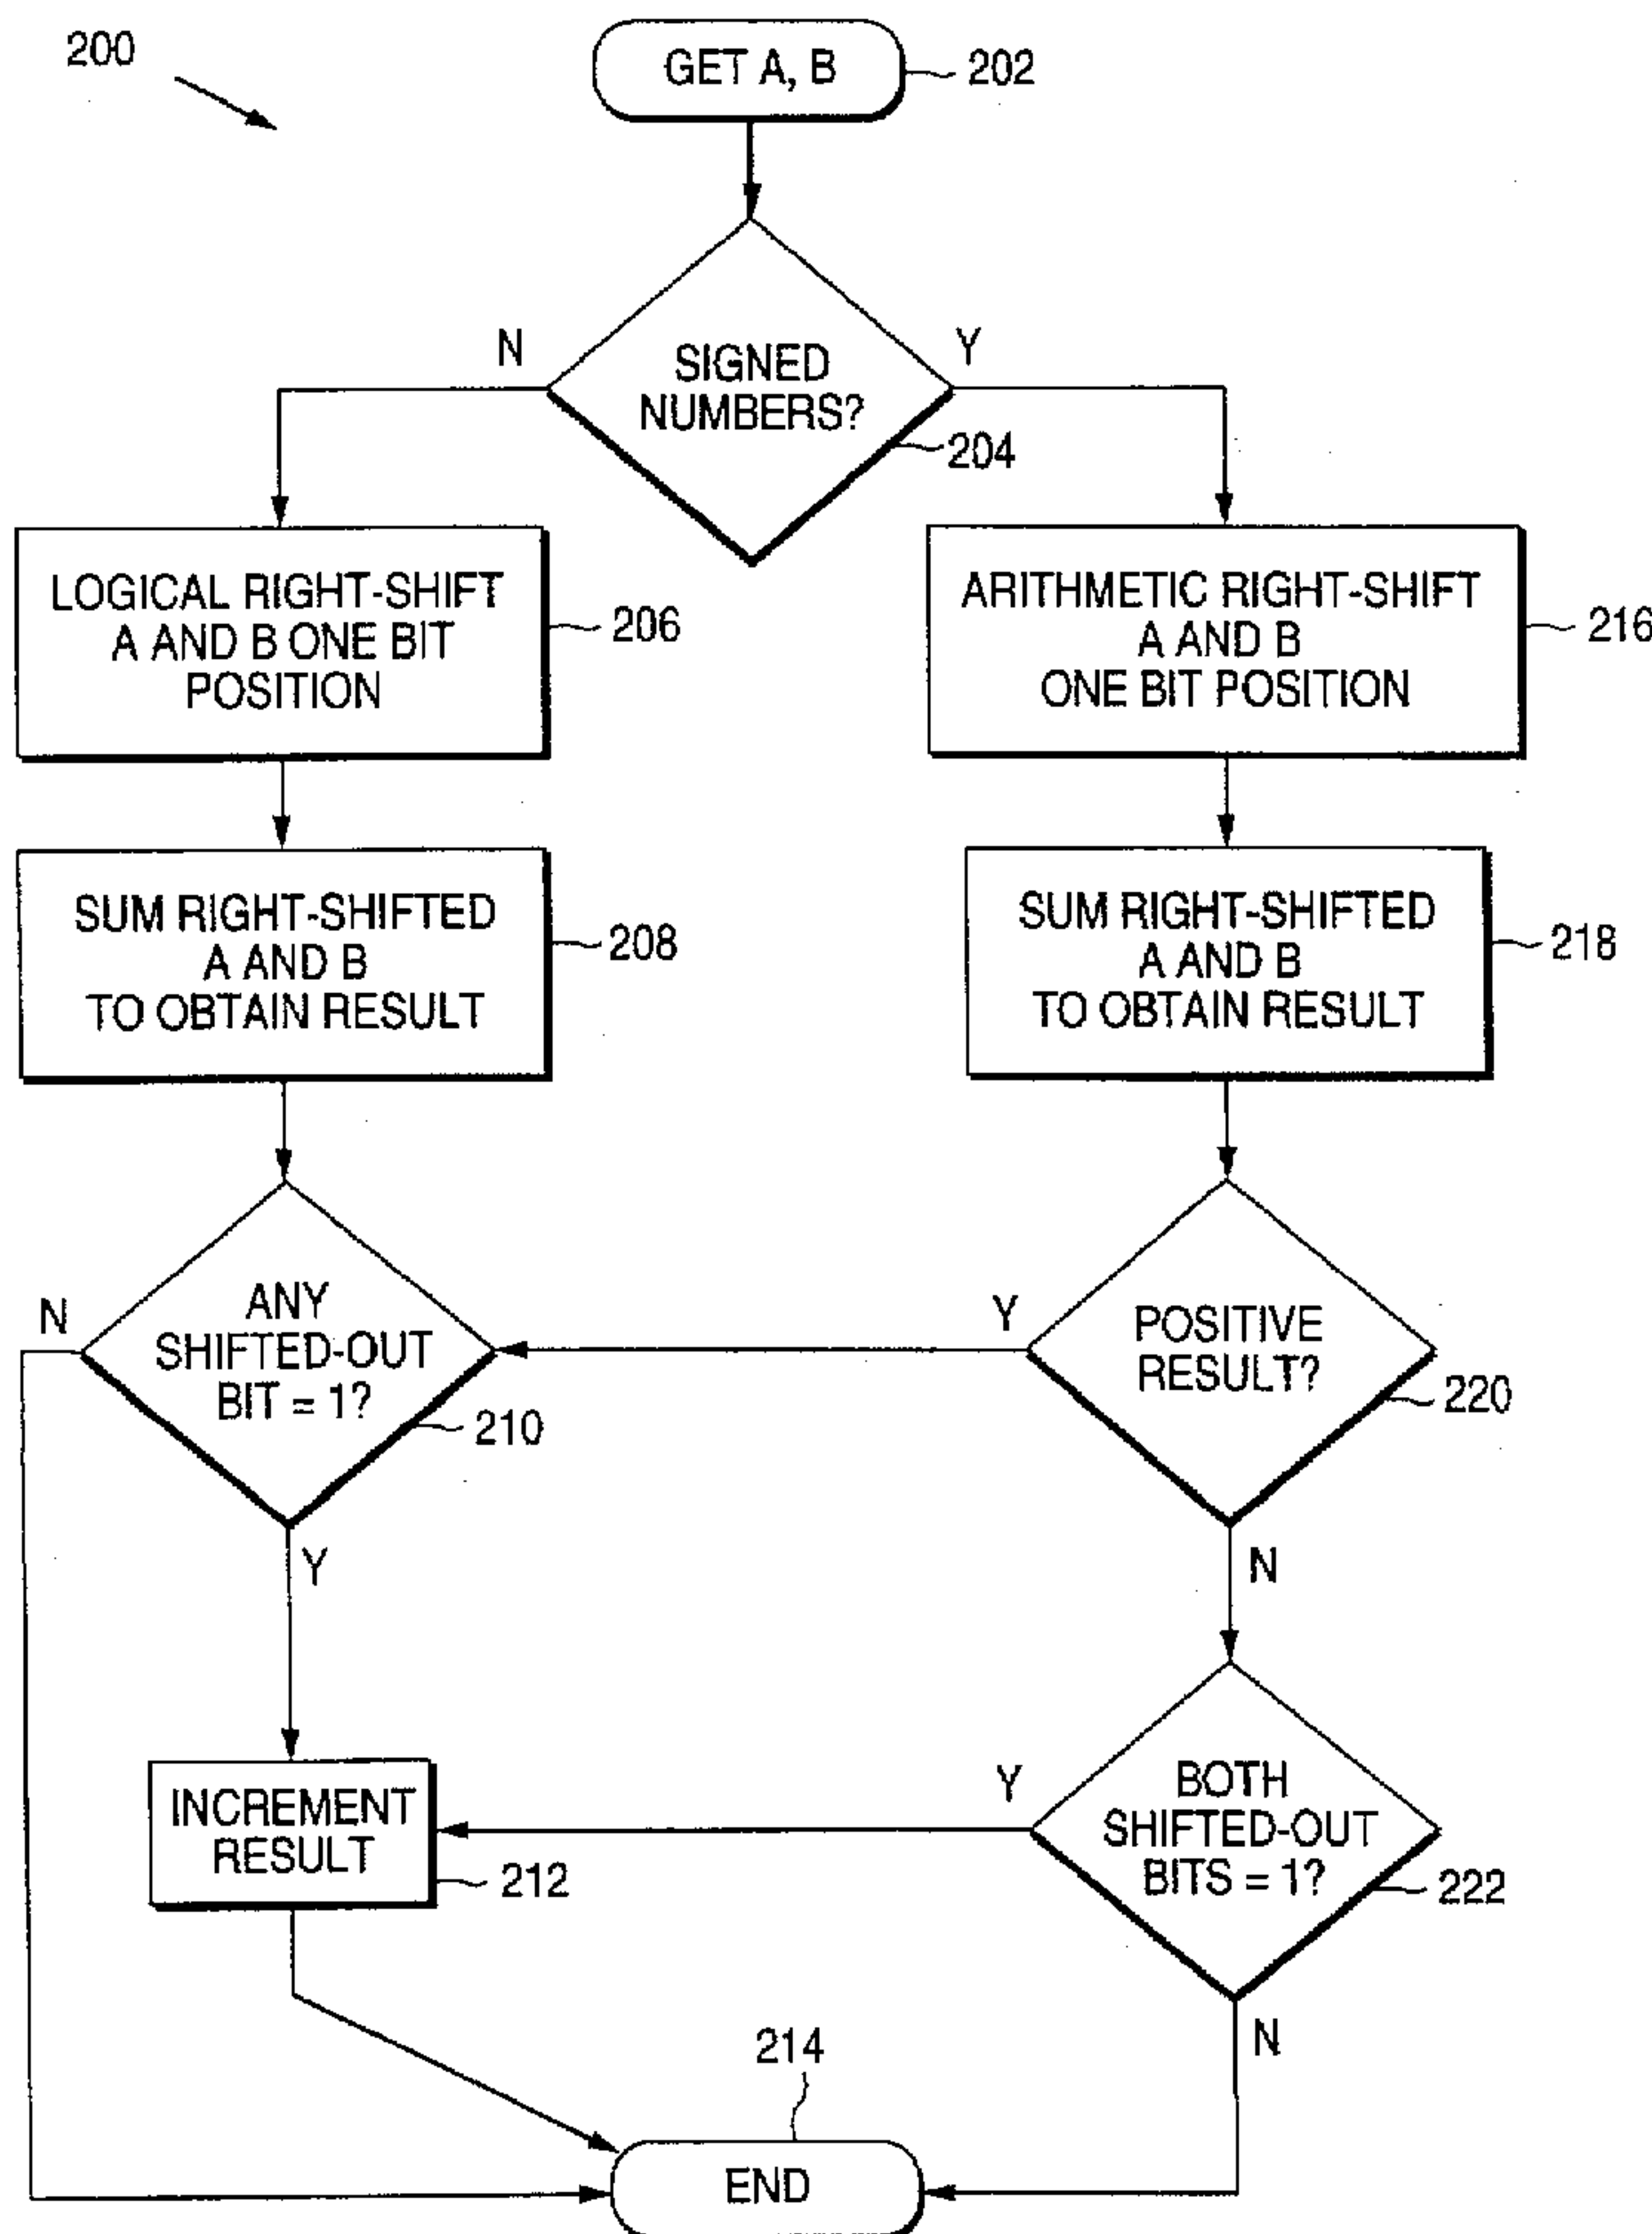 200
GET A, B
202
N
Y
SIGNED
NUMBERS?
204
LOGICAL RIGHT-SHIFT
A AND B ONE BIT
POSITION
206
ARITHMETIC RIGHT-SHIFT
A AND B
ONE BIT POSITION
216
SUM RIGHT-SHIFTED
A AND B
TO OBTAIN RESULT
208
SUM RIGHT-SHIFTED
A AND B
TO OBTAIN RESULT
218
N
ANY
SHIFTED-OUT
BIT = 1?
210
Y
Y
POSITIVE
RESULT?
220
N
INCREMENT
RESULT
212
Y
BOTH
SHIFTED-OUT
BITS = 1?
222
N
214
END